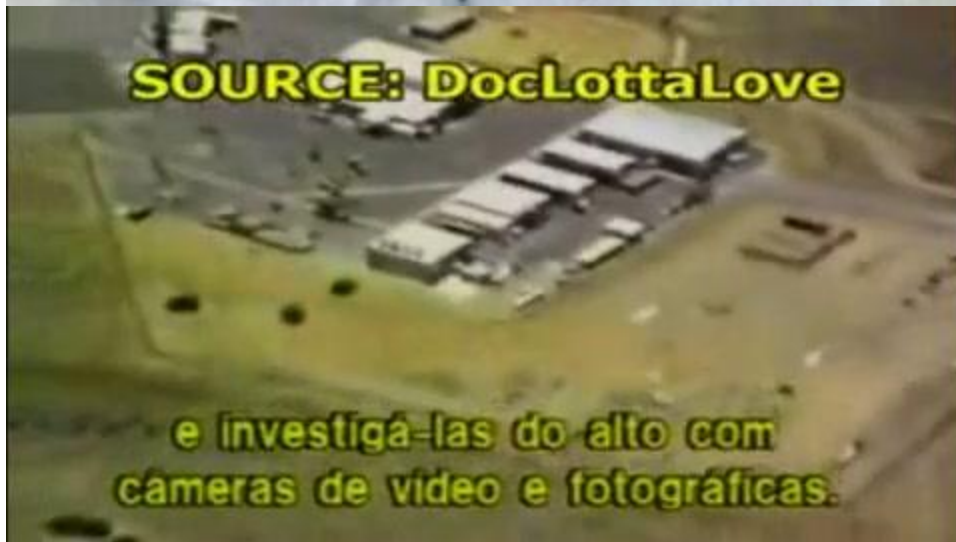 SOURCE: DocLottaLove
e investigá-las do alto com
câmeras de vídeo e fotográficas.